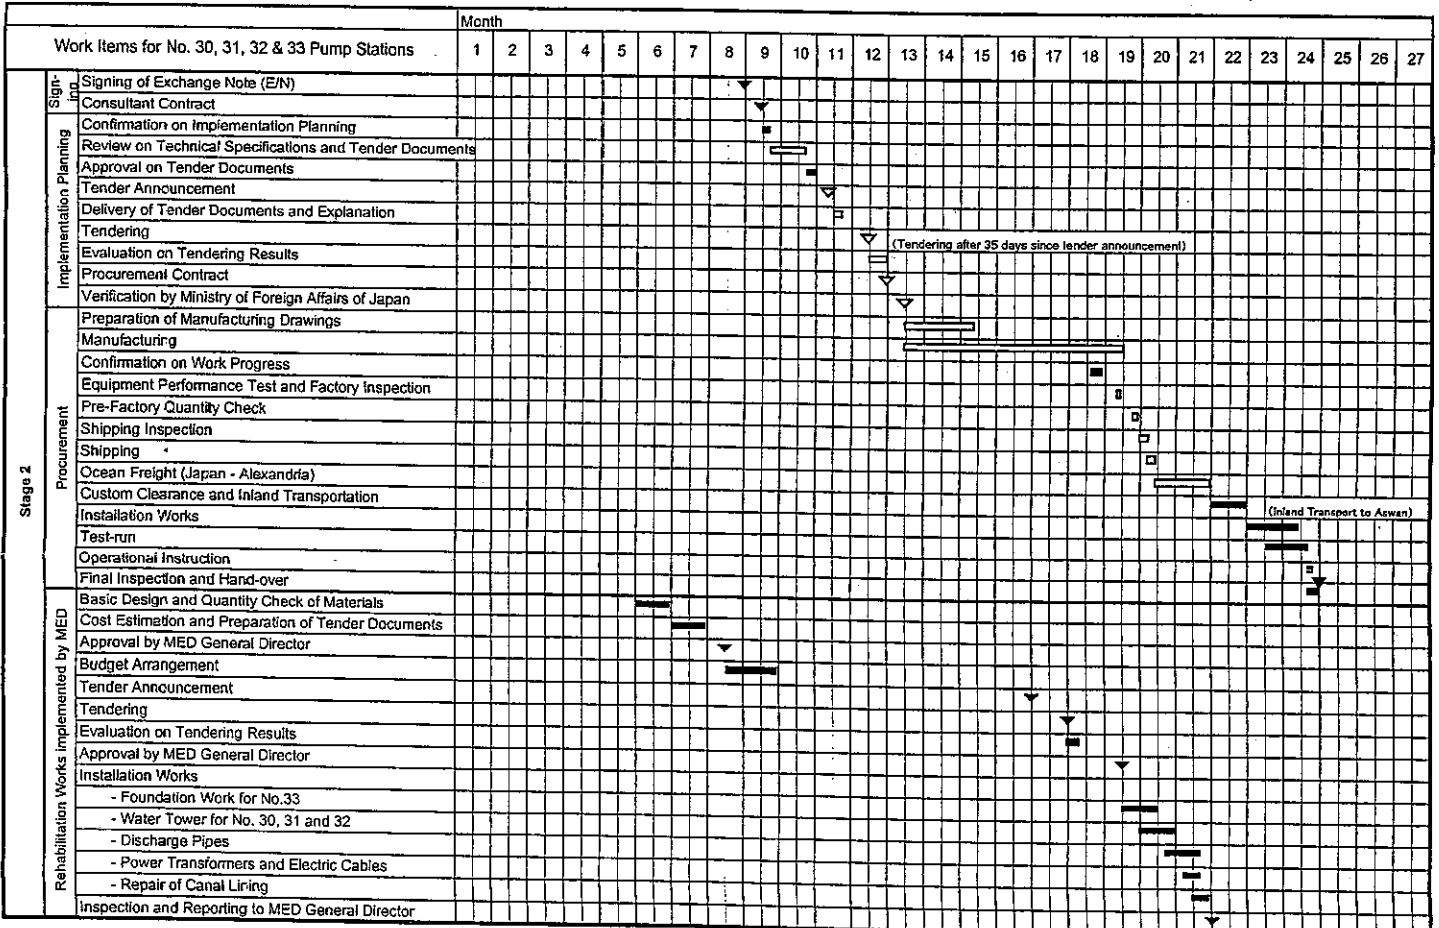 Month
Work Items for No. 30, 31, 32 & 33 Pump Stations
1 2 3 4 5 6 7 8 9 10 11 12 13 14 15 16 17 18 19 20 21 22 23 24 25 26 27
Stage 2
Sign-
ing
Signing of Exchange Note (E/N)
Consultant Contract
Implementation Planning
Confirmation on Implementation Planning
Review on Technical Specifications and Tender Documents
Approval on Tender Documents
Tender Announcement
Delivery of Tender Documents and Explanation
Tendering
(Tendering after 35 days since tender announcement)
Evaluation on Tendering Results
Procurement Contract
Verification by Ministry of Foreign Affairs of Japan
Procurement
Preparation of Manufacturing Drawings
Manufacturing
Confirmation on Work Progress
Equipment Performance Test and Factory Inspection
Pre-Factory Quantity Check
Shipping Inspection
Shipping
Ocean Freight (Japan - Alexandria)
Custom Clearance and Inland Transportation
(Inland Transport to Aswan)
Installation Works
Test-run
Operational Instruction
Final Inspection and Hand-over
Rehabilitation Works implemented by MED
Basic Design and Quantity Check of Materials
Cost Estimation and Preparation of Tender Documents
Approval by MED General Director
Budget Arrangement
Tender Announcement
Tendering
Evaluation on Tendering Results
Approval by MED General Director
Installation Works
- Foundation Work for No.33
- Water Tower for No. 30, 31 and 32
- Discharge Pipes
- Power Transformers and Electric Cables
- Repair of Canal Lining
Inspection and Reporting to MED General Director